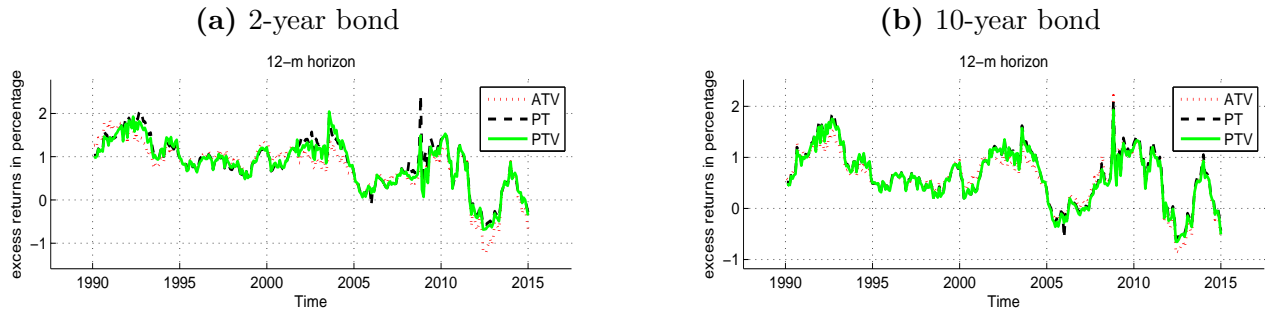 (a) 2-year bond
12−m horizon
excess returns in percentage
2
1
0
−1
1990 1995 2000 2005 2010 2015
Time
ATV
PT
PTV
(b) 10-year bond
12−m horizon
excess returns in percentage
2
1
0
−1
1990 1995 2000 2005 2010 2015
Time
ATV
PT
PTV